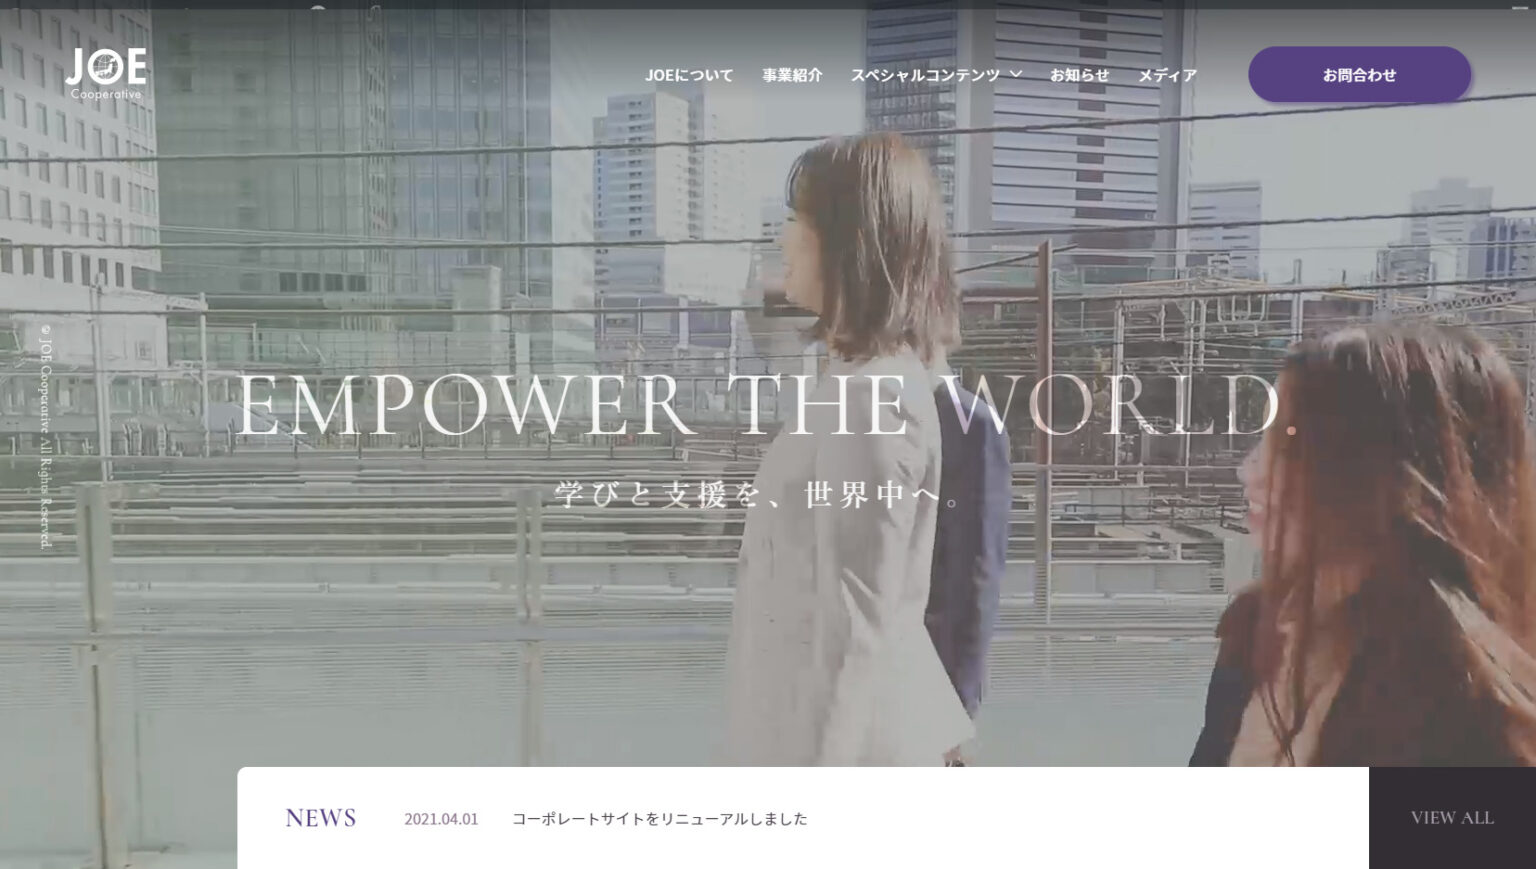 JOE
Cooperative
JOEについて
事業紹介
スペシャルコンテンツ
お知らせ
メディア
お問合わせ
© JOE Cooperative All Rights Reserved.
EMPOWER THE WORLD.
学びと支援を、世界中へ。
NEWS
2021.04.01
コーポレートサイトをリニューアルしました
VIEW ALL